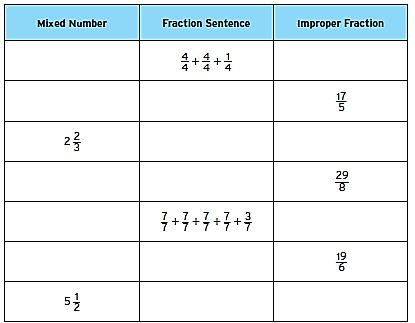 Mixed Number Fraction Sentence Improper Fraction
4/4 + 4/4 + 1/4
17/5
2 2/3
29/8
7/7 + 7/7 + 7/7 + 7/7 + 3/7
19/6
5 1/2